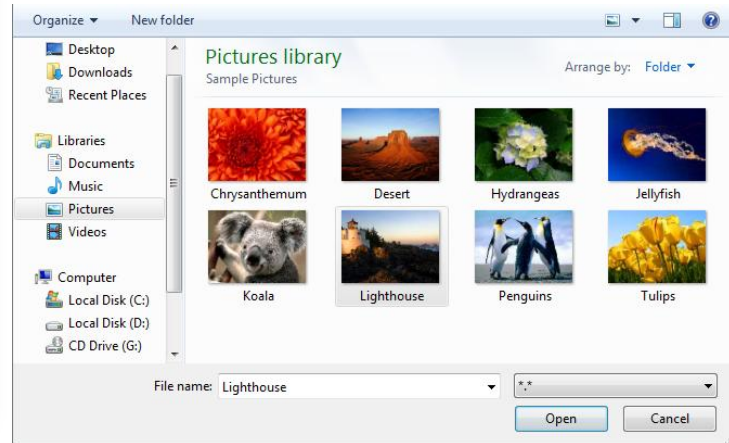 Organize New folder
Desktop
Downloads
Recent Places
Libraries
Documents
Music
Pictures
Videos
Computer
Local Disk (C:)
Local Disk (D:)
CD Drive (G:)
Pictures library
Sample Pictures
Arrange by: Folder
Chrysanthemum Desert Hydrangeas Jellyfish
Koala Lighthouse Penguins Tulips
File name: Lighthouse *.*
Open Cancel